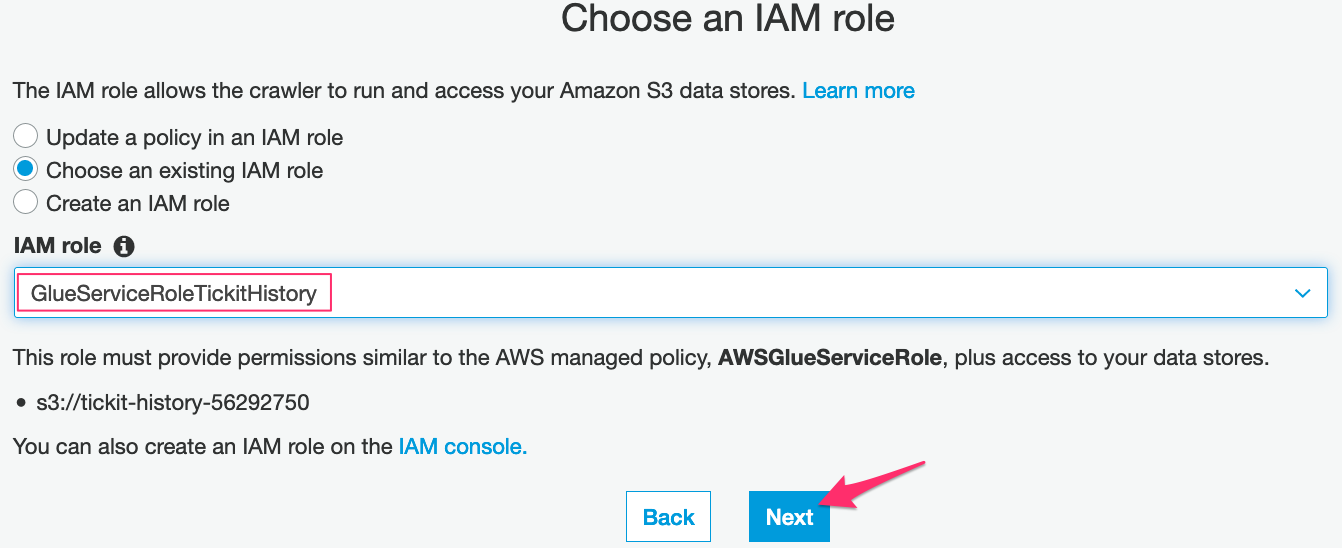 Choose an IAM role
The IAM role allows the crawler to run and access your Amazon S3 data stores. Learn more
Update a policy in an IAM role
Choose an existing IAM role
Create an IAM role
IAM role
GlueServiceRoleTickitHistory
This role must provide permissions similar to the AWS managed policy, AWSGlueServiceRole, plus access to your data stores.
• s3://tickit-history-56292750
You can also create an IAM role on the IAM console.
Back Next